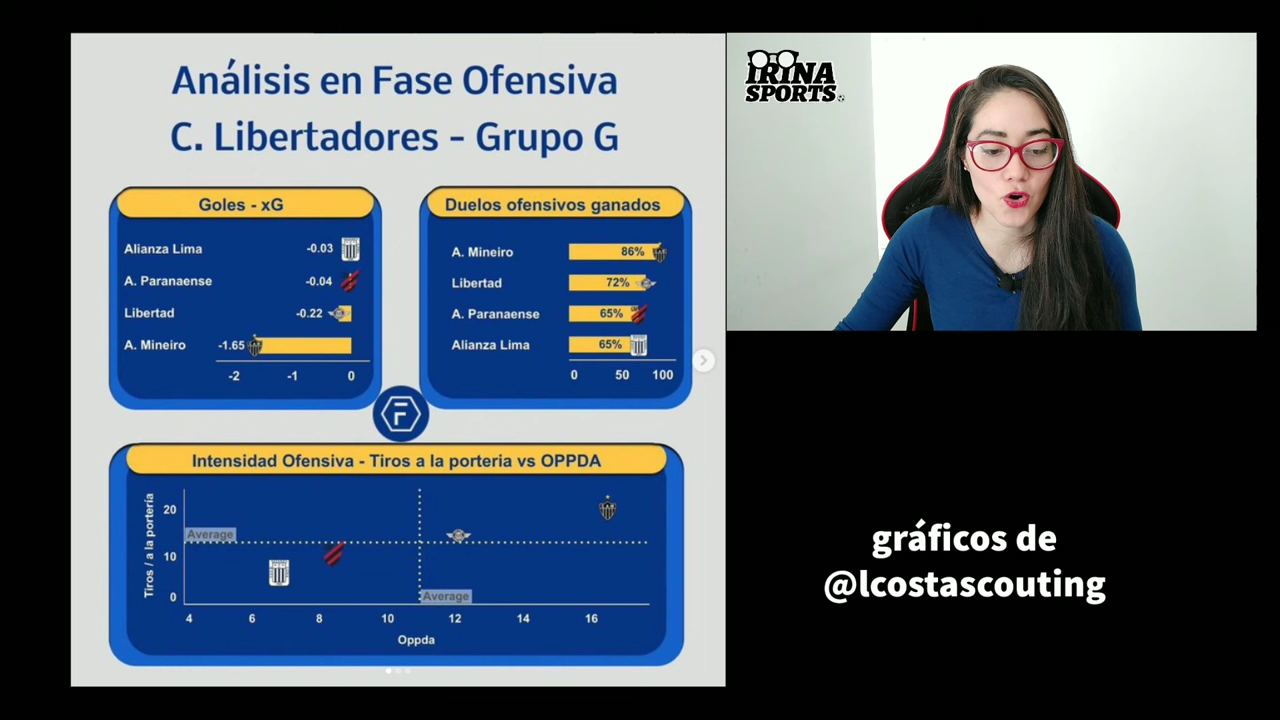 Análisis en Fase Ofensiva
C. Libertadores - Grupo G
Goles - xG
Alianza Lima -0.03
A. Paranaense -0.04
Libertad -0.22
A. Mineiro -1.65
-2 -1 0
Duelos ofensivos ganados
A. Mineiro 86%
Libertad 72%
A. Paranaense 65%
Alianza Lima 65%
0 50 100
F
Intensidad Ofensiva - Tiros a la porteria vs OPPDA
Tiros / a la portería
20
10
0
Average
Average
4 6 8 10 12 14 16
Oppda
IRINA
SPORTS
gráficos de
@lcostascouting